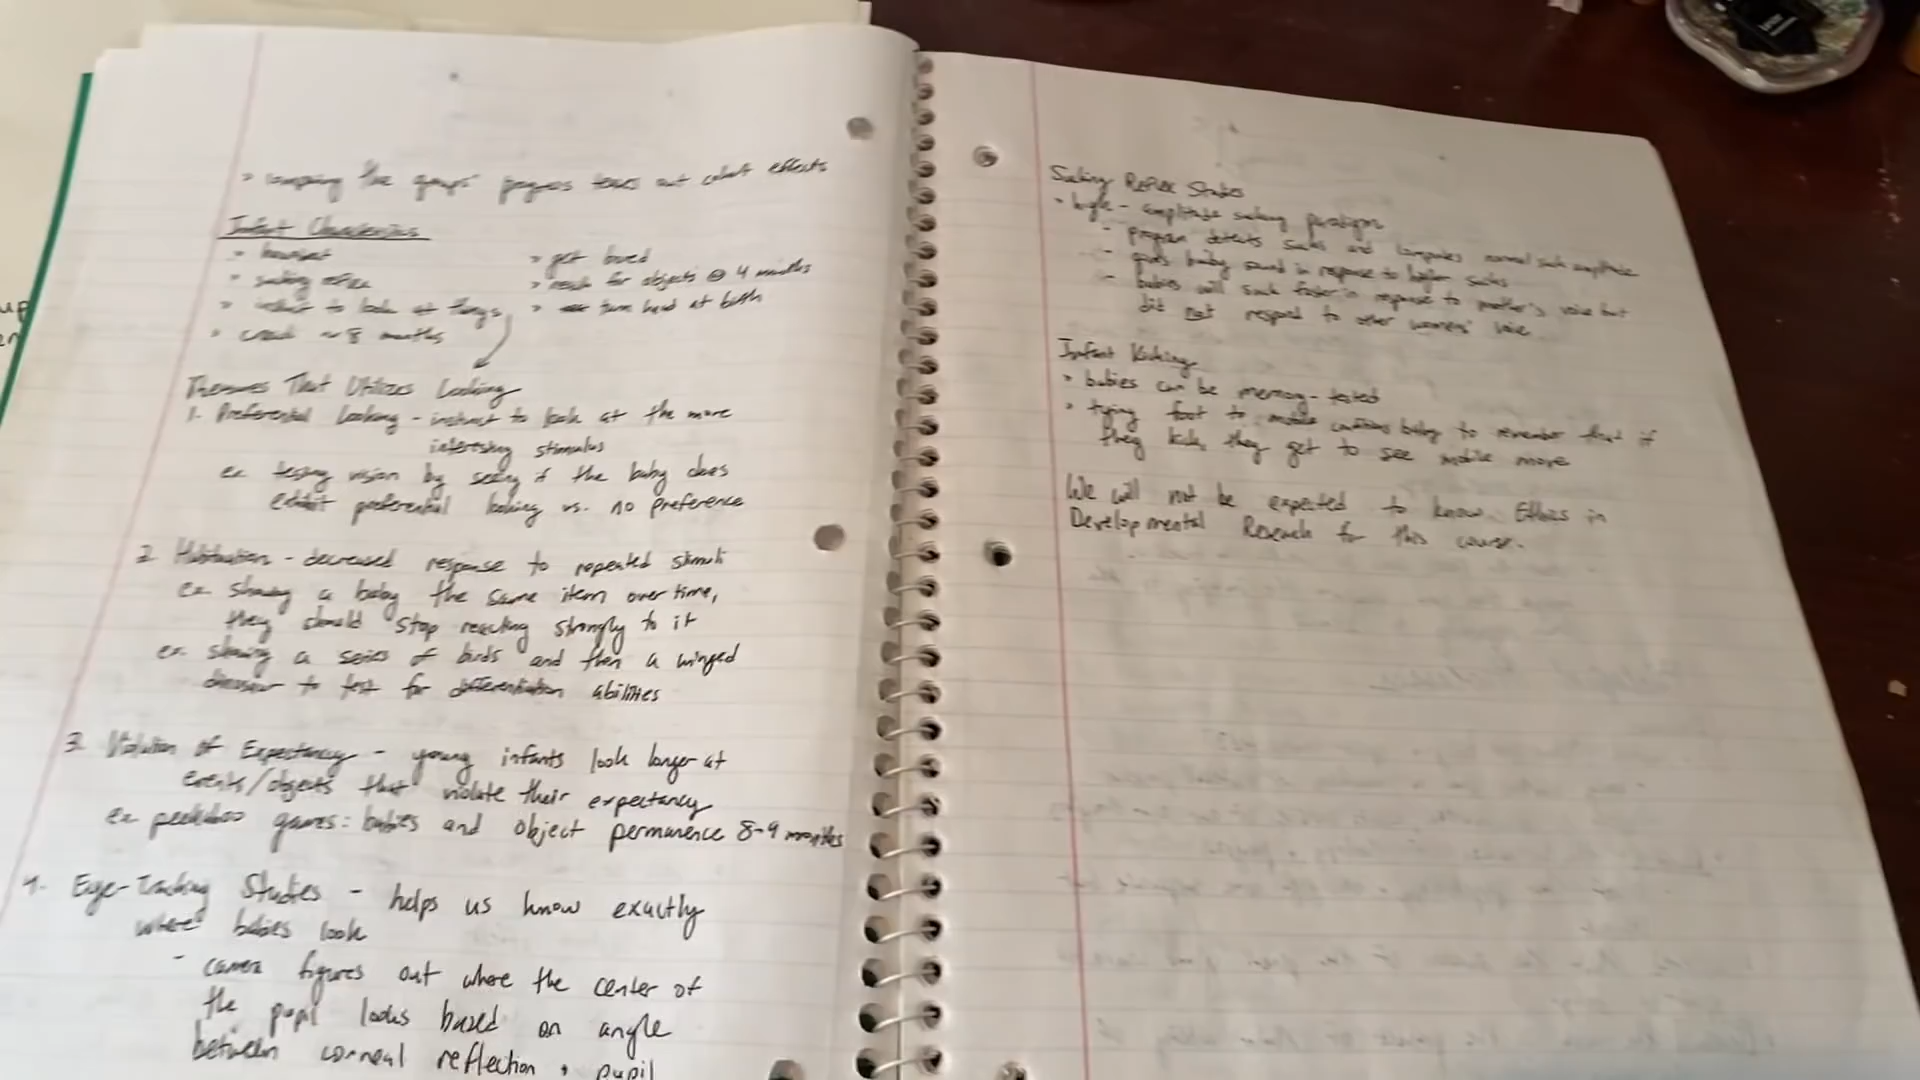 comparing the groups' progress teases out cohort effects
Infant Characteristics
sucking reflex
instinct to look at things
crawl ~ 8 months
get bored
reach for objects @ 4 months
turn head at birth
That Utilizes Looking
1. Preferential Looking - instinct to look at the more
interesting stimulus
ex testing vision by seeing if the baby does
exhibit preferential looking vs. no preference
2. Habituation - decreased response to repeated stimuli
ex showing a baby the same item over time,
they should stop reacting strongly to it
ex. showing a series of birds and then a winged
dinosaur to test for differentiation abilities
3. Violation of Expectancy - young infants look longer at
events/objects that violate their expectancy
ex peekaboo games: babies and object permanence 8-9 months
4. Eye-Tracking Studies - helps us know exactly
where babies look
- camera figures out where the center of
the pupil looks based on angle
between corneal reflection + pupil
Sucking Reflex Studies
high-amplitude sucking paradigm
- program detects sucks and computes normal suck amplitude
- gives baby sound in response to higher sucks
- babies will suck faster in response to mother's voice but
did not respond to other womens' voice
Infant Kicking
babies can be memory-tested
tying foot to mobile conditions baby to remember that if
they kick, they get to see mobile move
We will not be expected to know Ethics in
Developmental Research for this course.